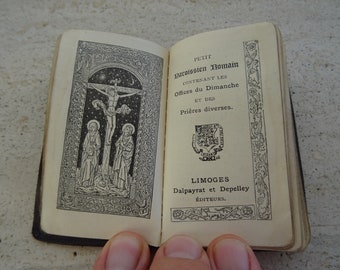 PETIT
Paroissien Romain
CONTENANT LES
Offices du Dimanche
ET DES
Prières diverses.
LIMOGES
Dalpayrat et Depelley
ÉDITEURS.